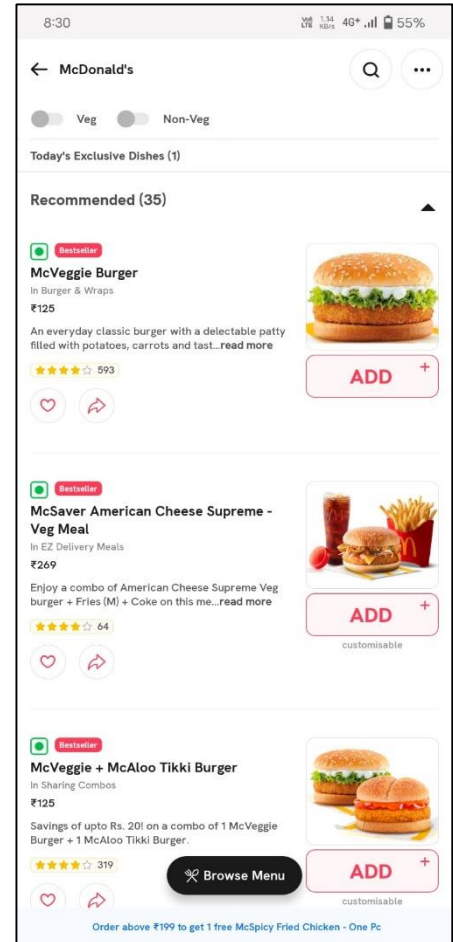 8:30
Vo)) 1.14 4G+ 55%
LTE KB/s
McDonald's
Veg Non-Veg
Today's Exclusive Dishes (1)
Recommended (35)
Bestseller
McVeggie Burger
In Burger & Wraps
₹125
An everyday classic burger with a delectable patty
filled with potatoes, carrots and tast...read more
593
ADD +
Bestseller
McSaver American Cheese Supreme -
Veg Meal
In EZ Delivery Meals
₹269
Enjoy a combo of American Cheese Supreme Veg
burger + Fries (M) + Coke on this me...read more
64
ADD +
customisable
Bestseller
McVeggie + McAloo Tikki Burger
In Sharing Combos
₹125
Savings of upto Rs. 20! on a combo of 1 McVeggie
Burger + 1 McAloo Tikki Burger.
319
ADD +
customisable
Browse Menu
Order above ₹199 to get 1 free McSpicy Fried Chicken - One Pc